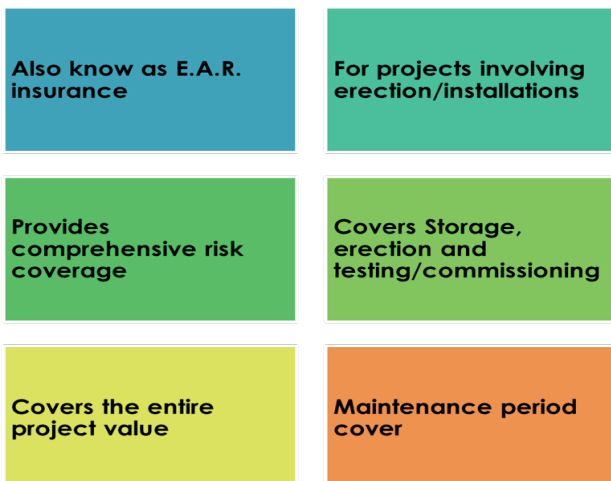 Also know as E.A.R.
insurance
For projects involving
erection/installations
Provides
comprehensive risk
coverage
Covers Storage,
erection and
testing/commissioning
Covers the entire
project value
Maintenance period
cover